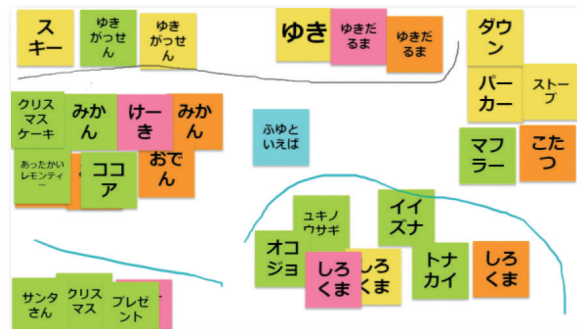 ス
キー
ゆき
がっせ
ん
ゆき
がっせ
ん
ゆき
ゆきだ
るま
ゆきだ
るま
ダウ
ン
パー
カー
ストー
ブ
クリス
マス
ケーキ
みか
ん
けー
き
みか
ん
ふゆと
いえば
マフ
ラー
こた
つ
あったかい
レモンティ
ー
ココ
ア
おで
ん
ユキノ
ウサギ
イイ
ズナ
オコ
ジョ
しろ
くま
しろ
くま
トナ
カイ
しろ
くま
サンタ
さん
クリス
マス
プレゼ
ント